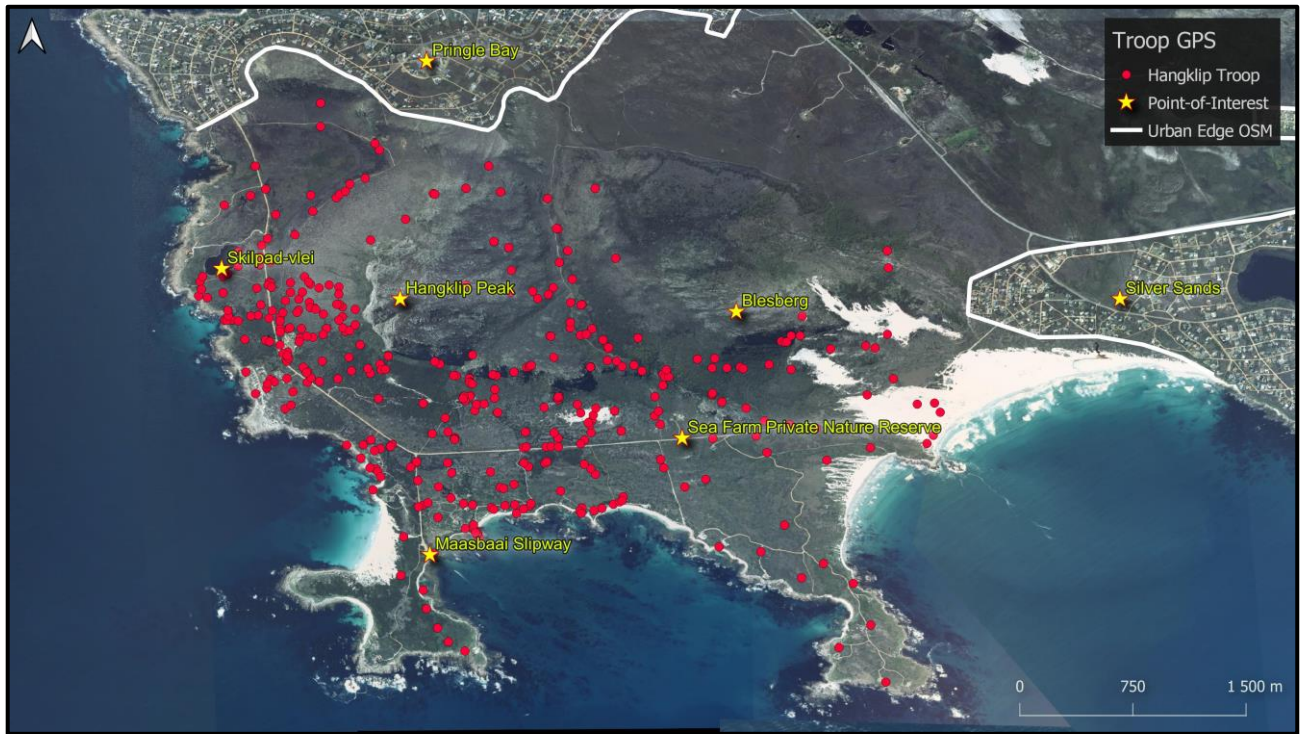 Pringle Bay
Troop GPS
Hangklip Troop
Point-of-Interest
Urban Edge OSM
Skilpad-vlei
Hangklip Peak
Blesberg
Silver Sands
Sea Farm Private Nature Reserve
Maasbaai Slipway
0 750 1 500 m